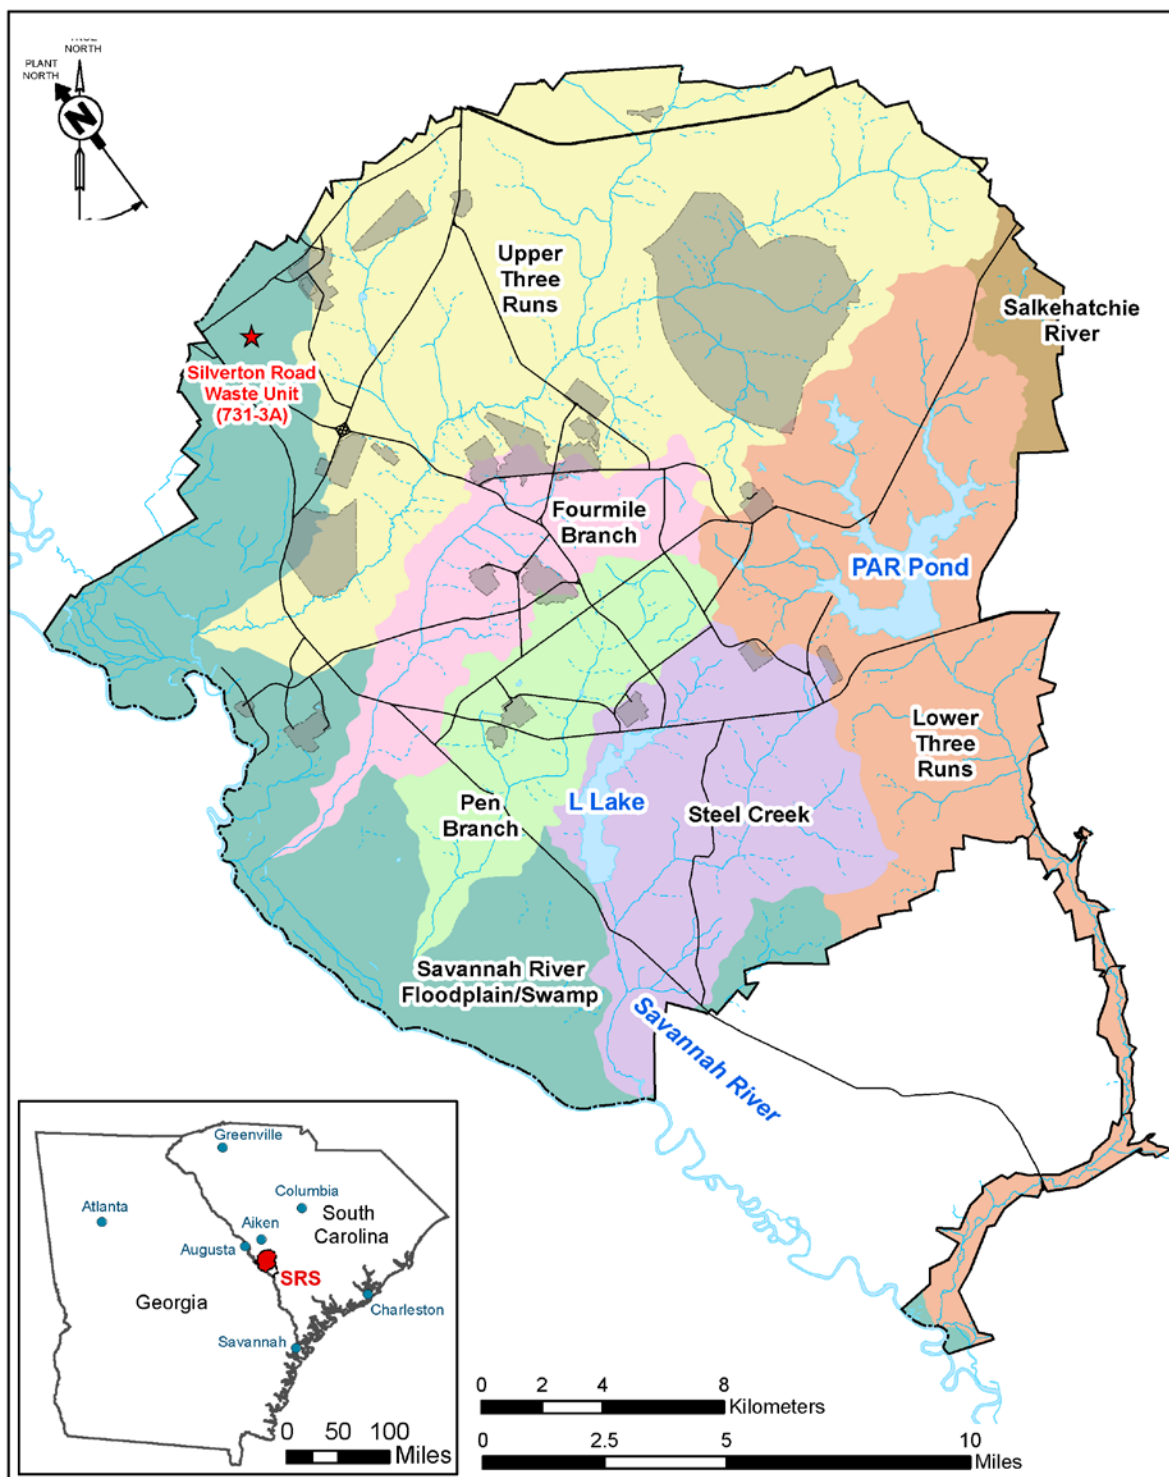 NORTH
PLANT
NORTH
N
Upper
Three
Runs
Salkehatchie
River
Silverton Road
Waste Unit
(731-3A)
Fourmile
Branch
PAR Pond
Lower
Three
Runs
L Lake
Pen
Branch
Steel Creek
Savannah River
Floodplain/Swamp
Savannah River
Greenville
Atlanta
Columbia
South
Carolina
Aiken
Augusta
SRS
Georgia
Charleston
Savannah
0 50 100
Miles
0 2 4 8
Kilometers
0 2.5 5 10
Miles